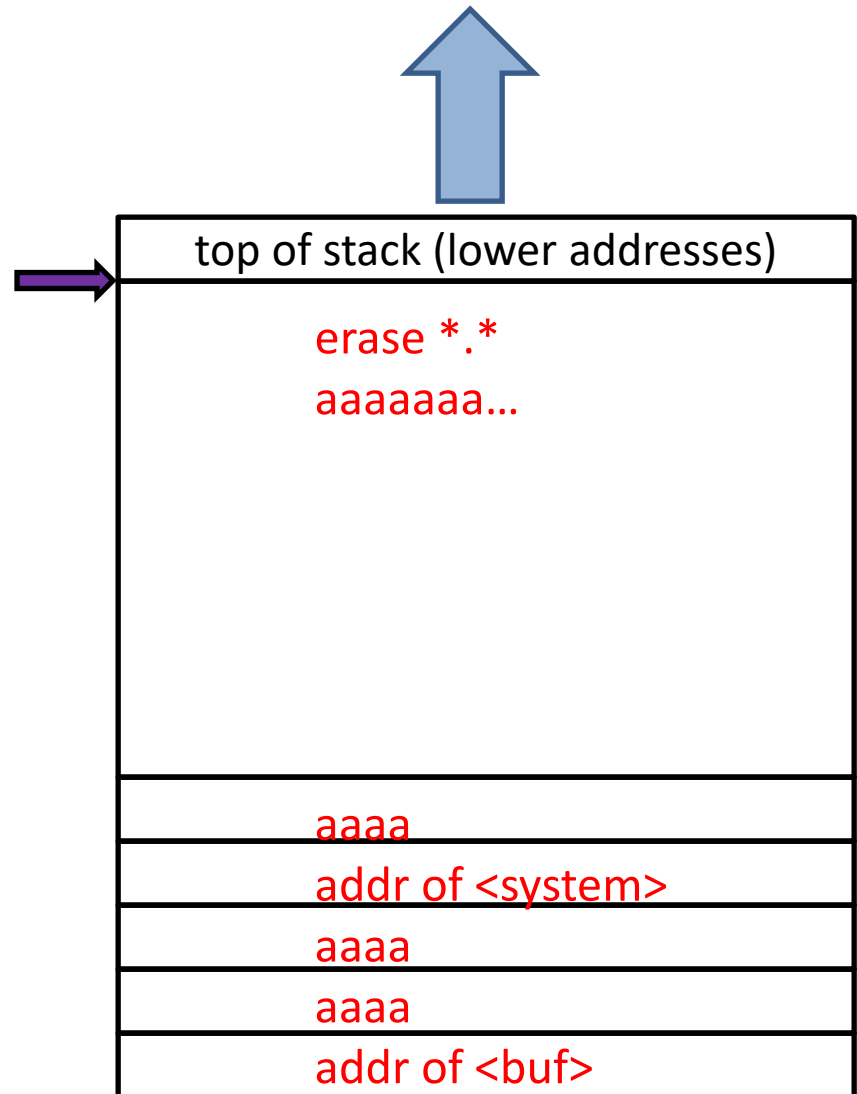 top of stack (lower addresses)
erase *.*
aaaaaaa...
aaaa
addr of <system>
aaaa
aaaa
addr of <buf>